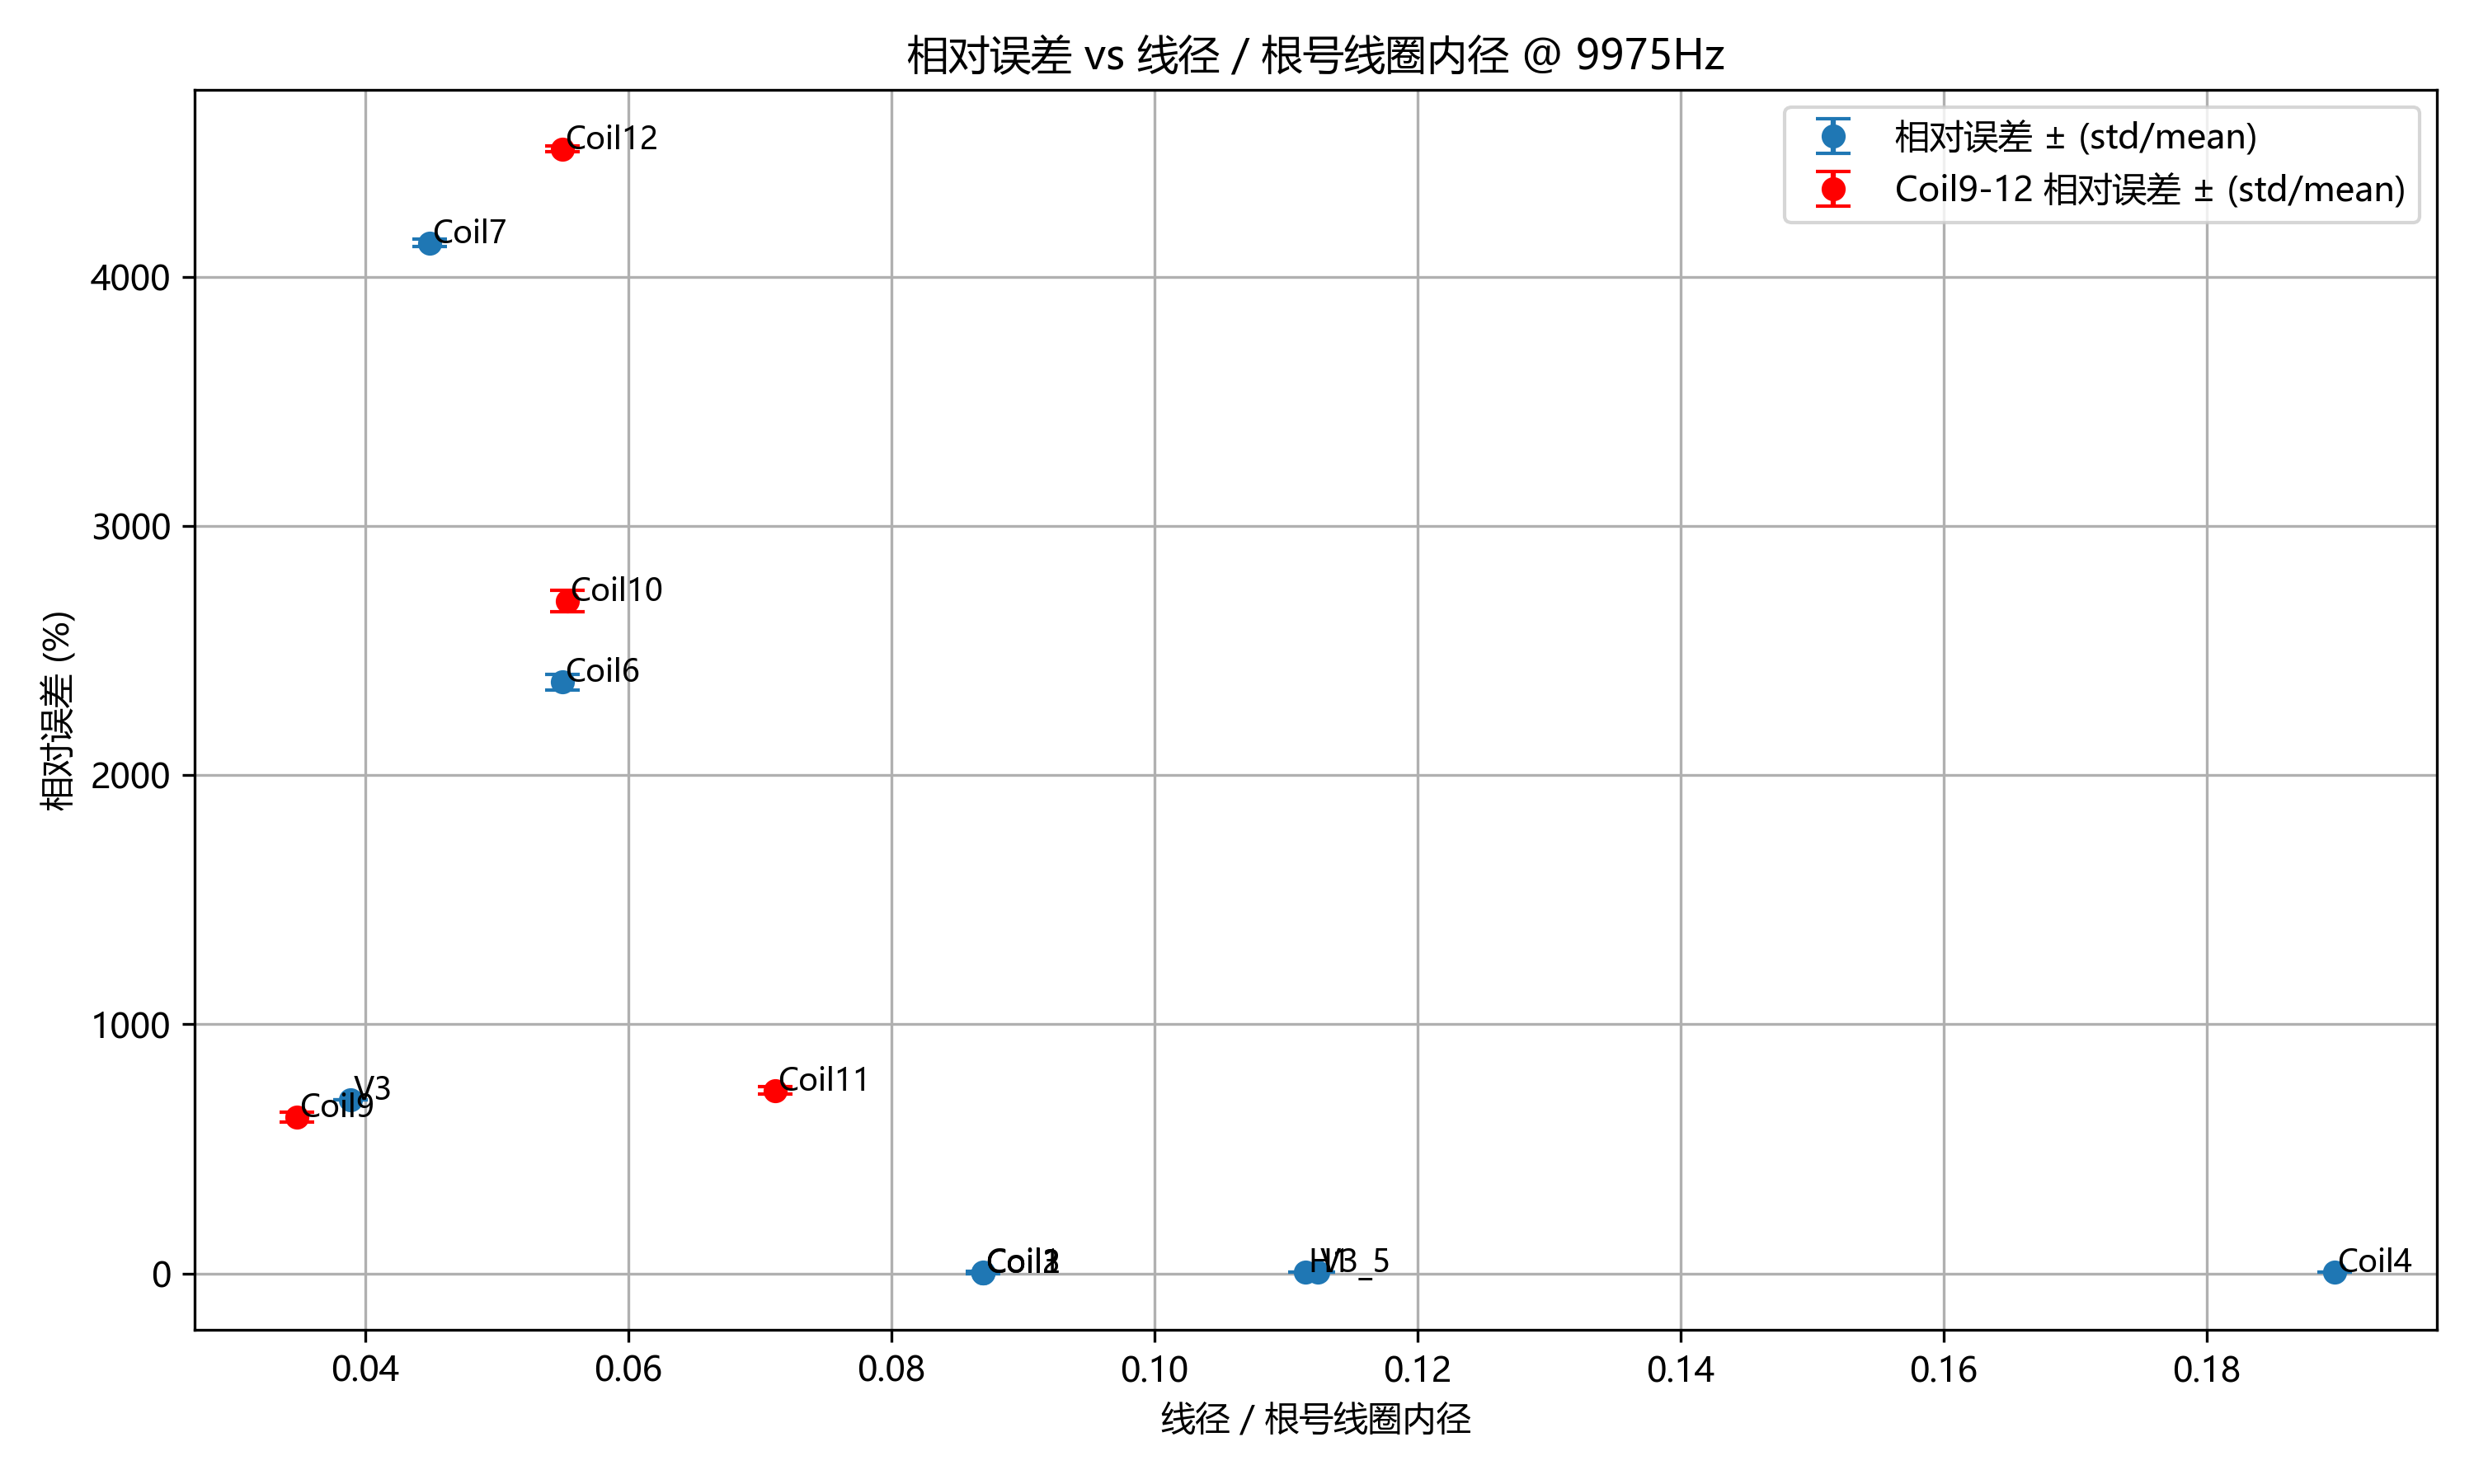 相对误差 vs 线径 / 根号线圈内径 @ 9975Hz
相对误差 ± (std/mean)
Coil9-12 相对误差 ± (std/mean)
Coil12
Coil7
Coil10
Coil6
V3
Coil9
Coil11
Coil4
相对误差 (%)
4000
3000
2000
1000
0
0.04
0.06
0.08
0.10
0.12
0.14
0.16
0.18
线径 / 根号线圈内径